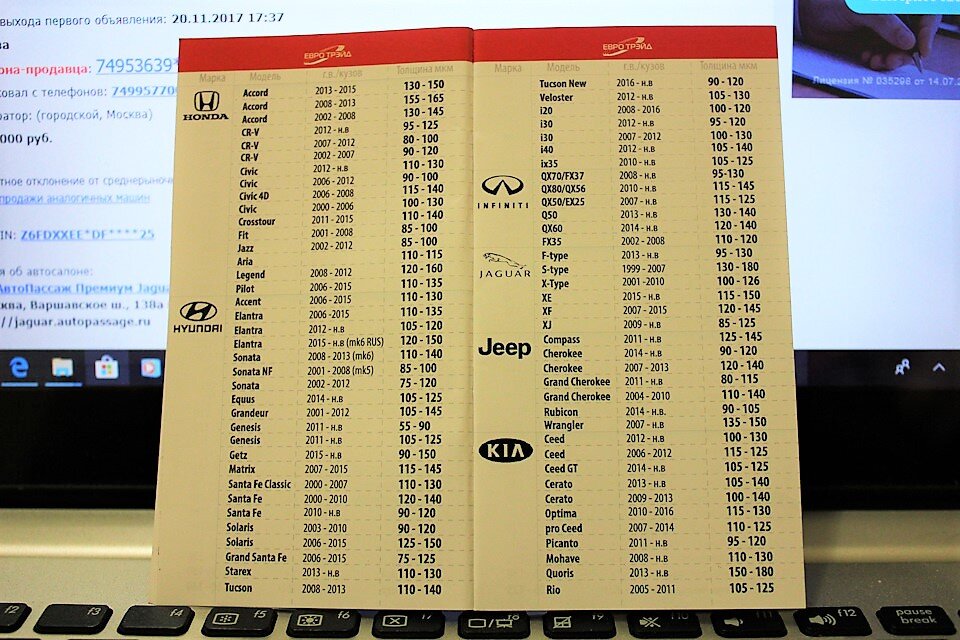 выхода первого объявления: 20.11.2017 17:37
ва
она-продавца: 74953639*
ковал с телефонов: 749957700
ратор: (городской, Москва)
000 руб.
тное отклонение от среднерыночн
продажи аналогичных машин
IN: Z6FDXXEE*DF****25
я об автосалоне:
АвтоПассаж Премиум Jagua
ква, Варшавское ш., 138а
//jaguar.autopassage.ru
Лицензия № 035298 от 14.07.2
ЕВРО ТРЭЙД
Марка Модель г.в./кузов Толщина мкм
HONDA
Accord 2013 - 2015 130 - 150
Accord 2008 - 2013 155 - 165
Accord 2002 - 2008 130 - 145
CR-V 2012 - н.в 95 - 125
CR-V 2007 - 2012 80 - 100
CR-V 2002 - 2007 90 - 120
Civic 2012 - н.в 110 - 130
Civic 2006 - 2012 90 - 100
Civic 4D 2006 - 2008 115 - 140
Civic 2000 - 2006 100 - 130
Crosstour 2011 - 2015 110 - 140
Fit 2001 - 2008 85 - 100
Jazz 2002 - 2012 85 - 100
Aria 110 - 115
Legend 2008 - 2012 120 - 160
Pilot 2006 - 2015 110 - 135
HYUNDAI
Accent 2006 - 2015 110 - 130
Elantra 2006 -2015 110 - 135
Elantra 2012 - н.в 105 - 120
Elantra 2015 - н.в (mk6 RUS) 120 - 150
Sonata 2008 - 2013 (mk6) 110 - 140
Sonata NF 2001 - 2008 (mk5) 85 - 100
Sonata 2002 - 2012 75 - 120
Equus 2014 - н.в 105 - 125
Grandeur 2001 - 2012 105 - 145
Genesis 2011 - н.в 55 - 90
Genesis 2011 - н.в 105 - 125
Getz 2015 - н.в 90 - 150
Matrix 2007 - 2015 115 - 145
Santa Fe Classic 2000 - 2007 110 - 130
Santa Fe 2000 - 2010 120 - 140
Santa Fe 2010 - н.в 90 - 120
Solaris 2003 - 2010 90 - 120
Solaris 2006 - 2015 125 - 150
Grand Santa Fe 2006 - 2015 75 - 125
Starex 2013 - н.в 110 - 130
Tucson 2008 - 2013 110 - 140
ЕВРО ТРЭЙД
Марка Модель г.в./кузов Толщина мкм
Tucson New 2016 - н.в 90 - 120
Veloster 2012 - н.в 105 - 130
i20 2008 - 2016 100 - 120
i30 2012 - н.в 95 - 120
i30 2007 - 2012 100 - 130
i40 2012 - н.в 105 - 140
ix35 2010 - н.в 105 - 125
INFINITI
QX70/FX37 2008 - н.в 95-130
QX80/QX56 2010 - н.в 115 - 145
QX50/EX25 2007 - н.в 115 - 125
Q50 2013 - н.в 130 - 140
QX60 2014 - н.в 120 - 140
FX35 2002 - 2008 110 - 120
JAGUAR
F-type 2013 - н.в 95 - 130
S-type 1999 - 2007 130 - 180
X-Type 2001 -2010 100 - 126
XE 2015 - н.в 115 - 150
XF 2007 - 2015 120 - 145
XJ 2009 - н.в 85 - 125
Jeep
Compass 2011 - н.в 125 - 145
Cherokee 2014 - н.в 90 - 120
Cherokee 2007 - 2013 120 - 140
Grand Cherokee 2011 - н.в 80 - 115
Grand Cherokee 2004 - 2010 110 - 140
Rubicon 2014 - н.в. 90 - 105
Wrangler 2007 - н.в 135 - 150
KIA
Ceed 2012 - н.в 100 - 130
Ceed 2006 - 2012 115 - 125
Ceed GT 2014 - н.в 105 - 125
Cerato 2013 - н.в 105 - 140
Cerato 2009 - 2013 100 - 140
Optima 2010 - 2016 115 - 130
pro Ceed 2007 - 2014 110 - 125
Picanto 2011 - н.в 95 - 120
Mohave 2008 - н.в 110 - 130
Quoris 2013 - н.в 150 - 180
Rio 2005 - 2011 105 - 125
f2 f3 f4 f5 f6 f7 f8 f9 f10 f11 f12 pause break